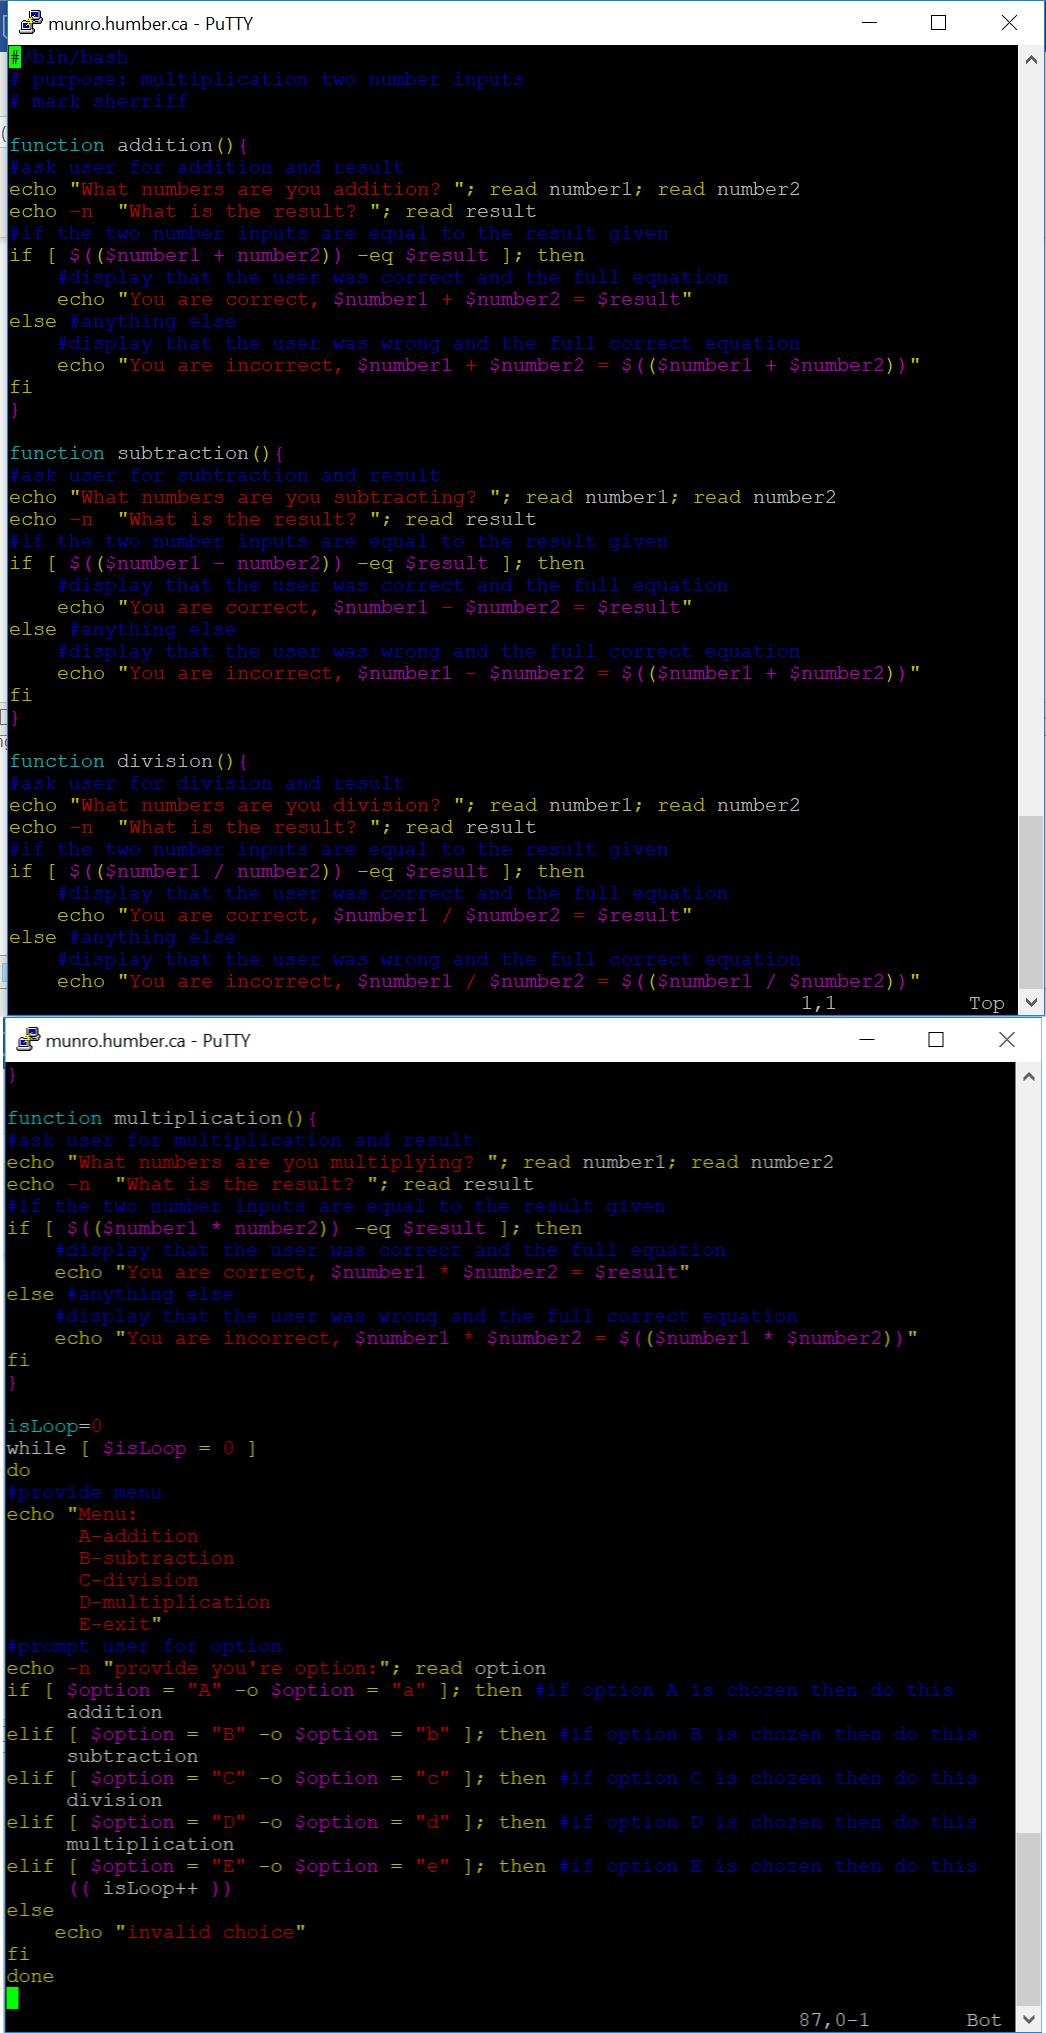 munro.humber.ca - PuTTY
#/bin/bash
# purpose: multiplication two number inputs
# mark sherriff
function addition(){
#ask user for addition and result
echo "What numbers are you addition? "; read number1; read number2
echo -n  "What is the result? "; read result
#if the two number inputs are equal to the result given
if [ $(($number1 + number2)) -eq $result ]; then
    #display that the user was correct and the full equation
    echo "You are correct, $number1 + $number2 = $result"
else #anything else
    #display that the user was wrong and the full correct equation
    echo "You are incorrect, $number1 + $number2 = $(($number1 + $number2))"
fi
}
function subtraction(){
#ask user for subtraction and result
echo "What numbers are you subtracting? "; read number1; read number2
echo -n  "What is the result? "; read result
#if the two number inputs are equal to the result given
if [ $(($number1 - number2)) -eq $result ]; then
    #display that the user was correct and the full equation
    echo "You are correct, $number1 - $number2 = $result"
else #anything else
    #display that the user was wrong and the full correct equation
    echo "You are incorrect, $number1 - $number2 = $(($number1 + $number2))"
fi
}
function division(){
#ask user for division and result
echo "What numbers are you division? "; read number1; read number2
echo -n  "What is the result? "; read result
#if the two number inputs are equal to the result given
if [ $(($number1 / number2)) -eq $result ]; then
    #display that the user was correct and the full equation
    echo "You are correct, $number1 / $number2 = $result"
else #anything else
    #display that the user was wrong and the full correct equation
    echo "You are incorrect, $number1 / $number2 = $(($number1 / $number2))"
1,1 Top
munro.humber.ca - PuTTY
}
function multiplication(){
#ask user for multiplication and result
echo "What numbers are you multiplying? "; read number1; read number2
echo -n  "What is the result? "; read result
#if the two number inputs are equal to the result given
if [ $(($number1 * number2)) -eq $result ]; then
    #display that the user was correct and the full equation
    echo "You are correct, $number1 * $number2 = $result"
else #anything else
    #display that the user was wrong and the full correct equation
    echo "You are incorrect, $number1 * $number2 = $(($number1 * $number2))"
fi
}
isLoop=0
while [ $isLoop = 0 ]
do
#provide menu
echo "Menu:
      A-addition
      B-subtraction
      C-division
      D-multiplication
      E-exit"
#prompt user for option
echo -n "provide you're option:"; read option
if [ $option = "A" -o $option = "a" ]; then #if option A is chozen then do this
     addition
elif [ $option = "B" -o $option = "b" ]; then #if option B is chozen then do this
     subtraction
elif [ $option = "C" -o $option = "c" ]; then #if option C is chozen then do this
     division
elif [ $option = "D" -o $option = "d" ]; then #if option D is chozen then do this
     multiplication
elif [ $option = "E" -o $option = "e" ]; then #if option E is chozen then do this
     (( isLoop++ ))
else
    echo "invalid choice"
fi
done
87,0-1 Bot